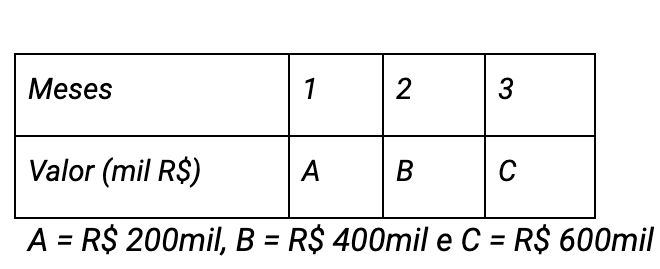 Meses 1 2 3
Valor (mil R$) A B C
A = R$ 200mil, B = R$ 400mil e C = R$ 600mil